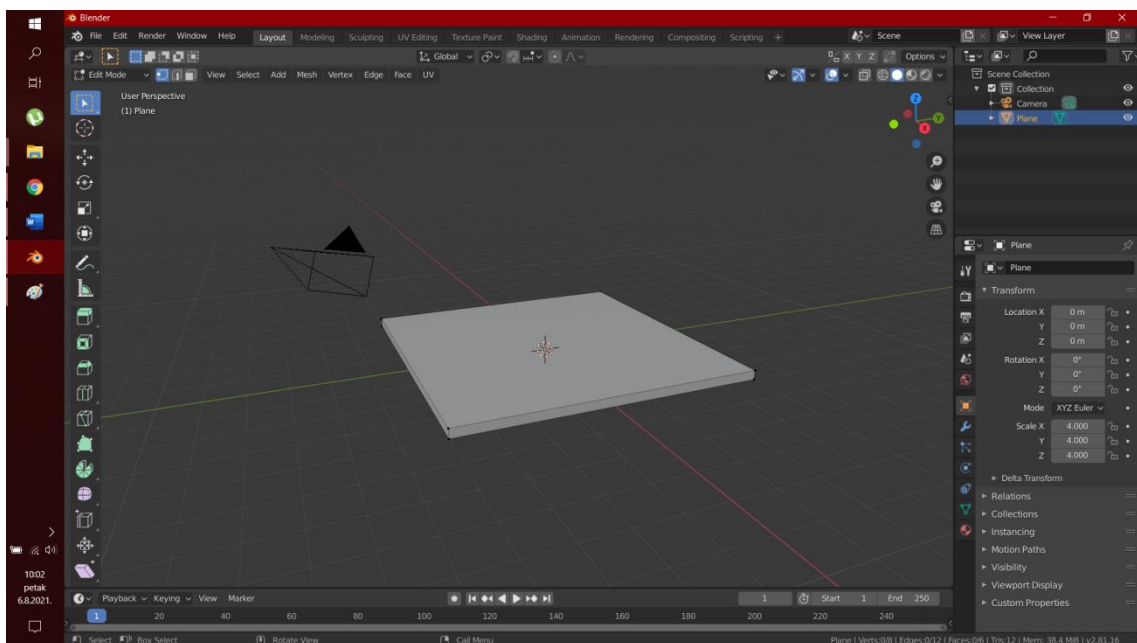 Blender
File Edit Render Window Help Layout Modeling Sculpting UV Editing Texture Paint Shading Animation Rendering Compositing Scripting + Scene View Layer
Global X Y Z Options
Edit Mode View Select Add Mesh Vertex Edge Face UV
User Perspective
(1) Plane
Z
Y
X
Scene Collection
Collection
Camera
Plane
Plane
Plane
Transform
Location X 0 m
Y 0 m
Z 0 m
Rotation X 0°
Y 0°
Z 0°
Mode XYZ Euler
Scale X 4.000
Y 4.000
Z 4.000
Delta Transform
Relations
Collections
Instancing
Motion Paths
Visibility
Viewport Display
Custom Properties
W
10:02
petak
6.8.2021.
Playback Keying View Marker 1 Start 1 End 250
1 20 40 60 80 100 120 140 160 180 200 220 240
Select Box Select Rotate View Call Menu Plane | Verts:0/8 | Edges:0/12 | Faces:0/6 | Tris:12 | Mem: 38.4 MiB | v2.81.16